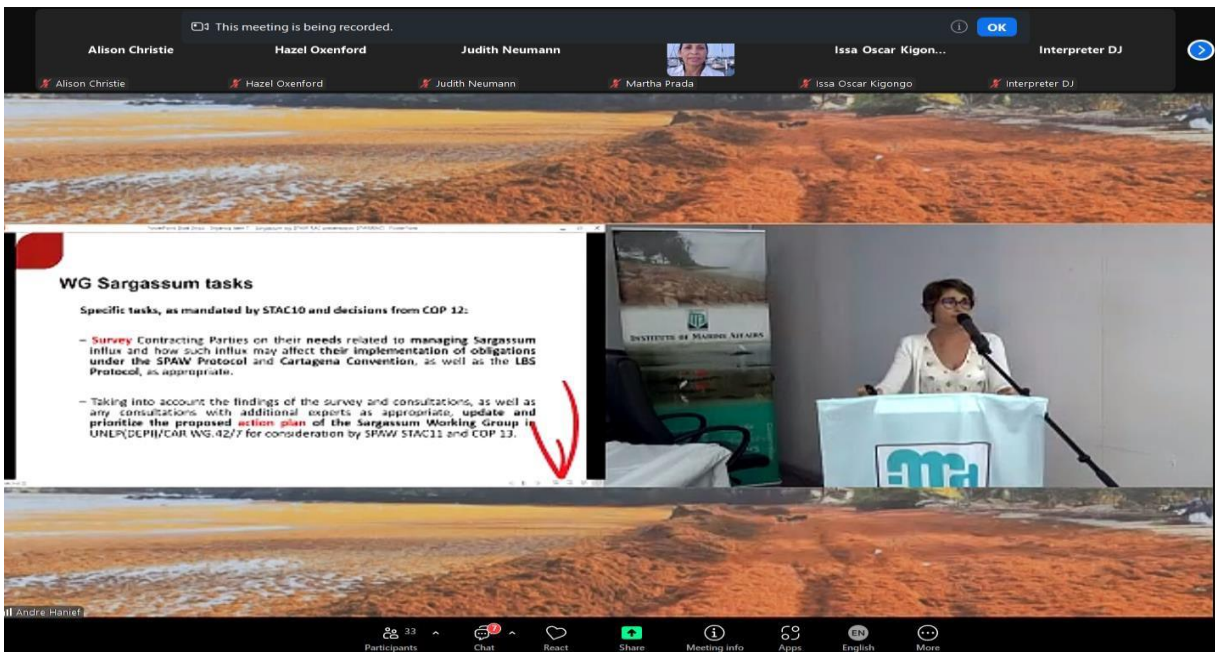 This meeting is being recorded.
OK
Alison Christie
Hazel Oxenford
Judith Neumann
Issa Oscar Kigon...
Interpreter DJ
Alison Christie
Hazel Oxenford
Judith Neumann
Martha Prada
Issa Oscar Kigongo
Interpreter DJ
WG Sargassum tasks
Specific tasks, as mandated by STAC10 and decisions from COP 12:
– Survey Contracting Parties on their needs related to managing Sargassum
influx and how such influx may affect their implementation of obligations
under the SPAW Protocol and Cartagena Convention, as well as the LBS
Protocol, as appropriate.
– Taking into account the findings of the survey and consultations, as well as
any consultations with additional experts as appropriate, update and
prioritize the proposed action plan of the Sargassum Working Group in
UNEP(DEPI)/CAR WG.42/7 for consideration by SPAW STAC11 and COP 13.
INSTITUTE OF MARINE AFFAIRS
Andre Hanief
33
7
EN
Participants
Chat
React
Share
Meeting info
Apps
English
More